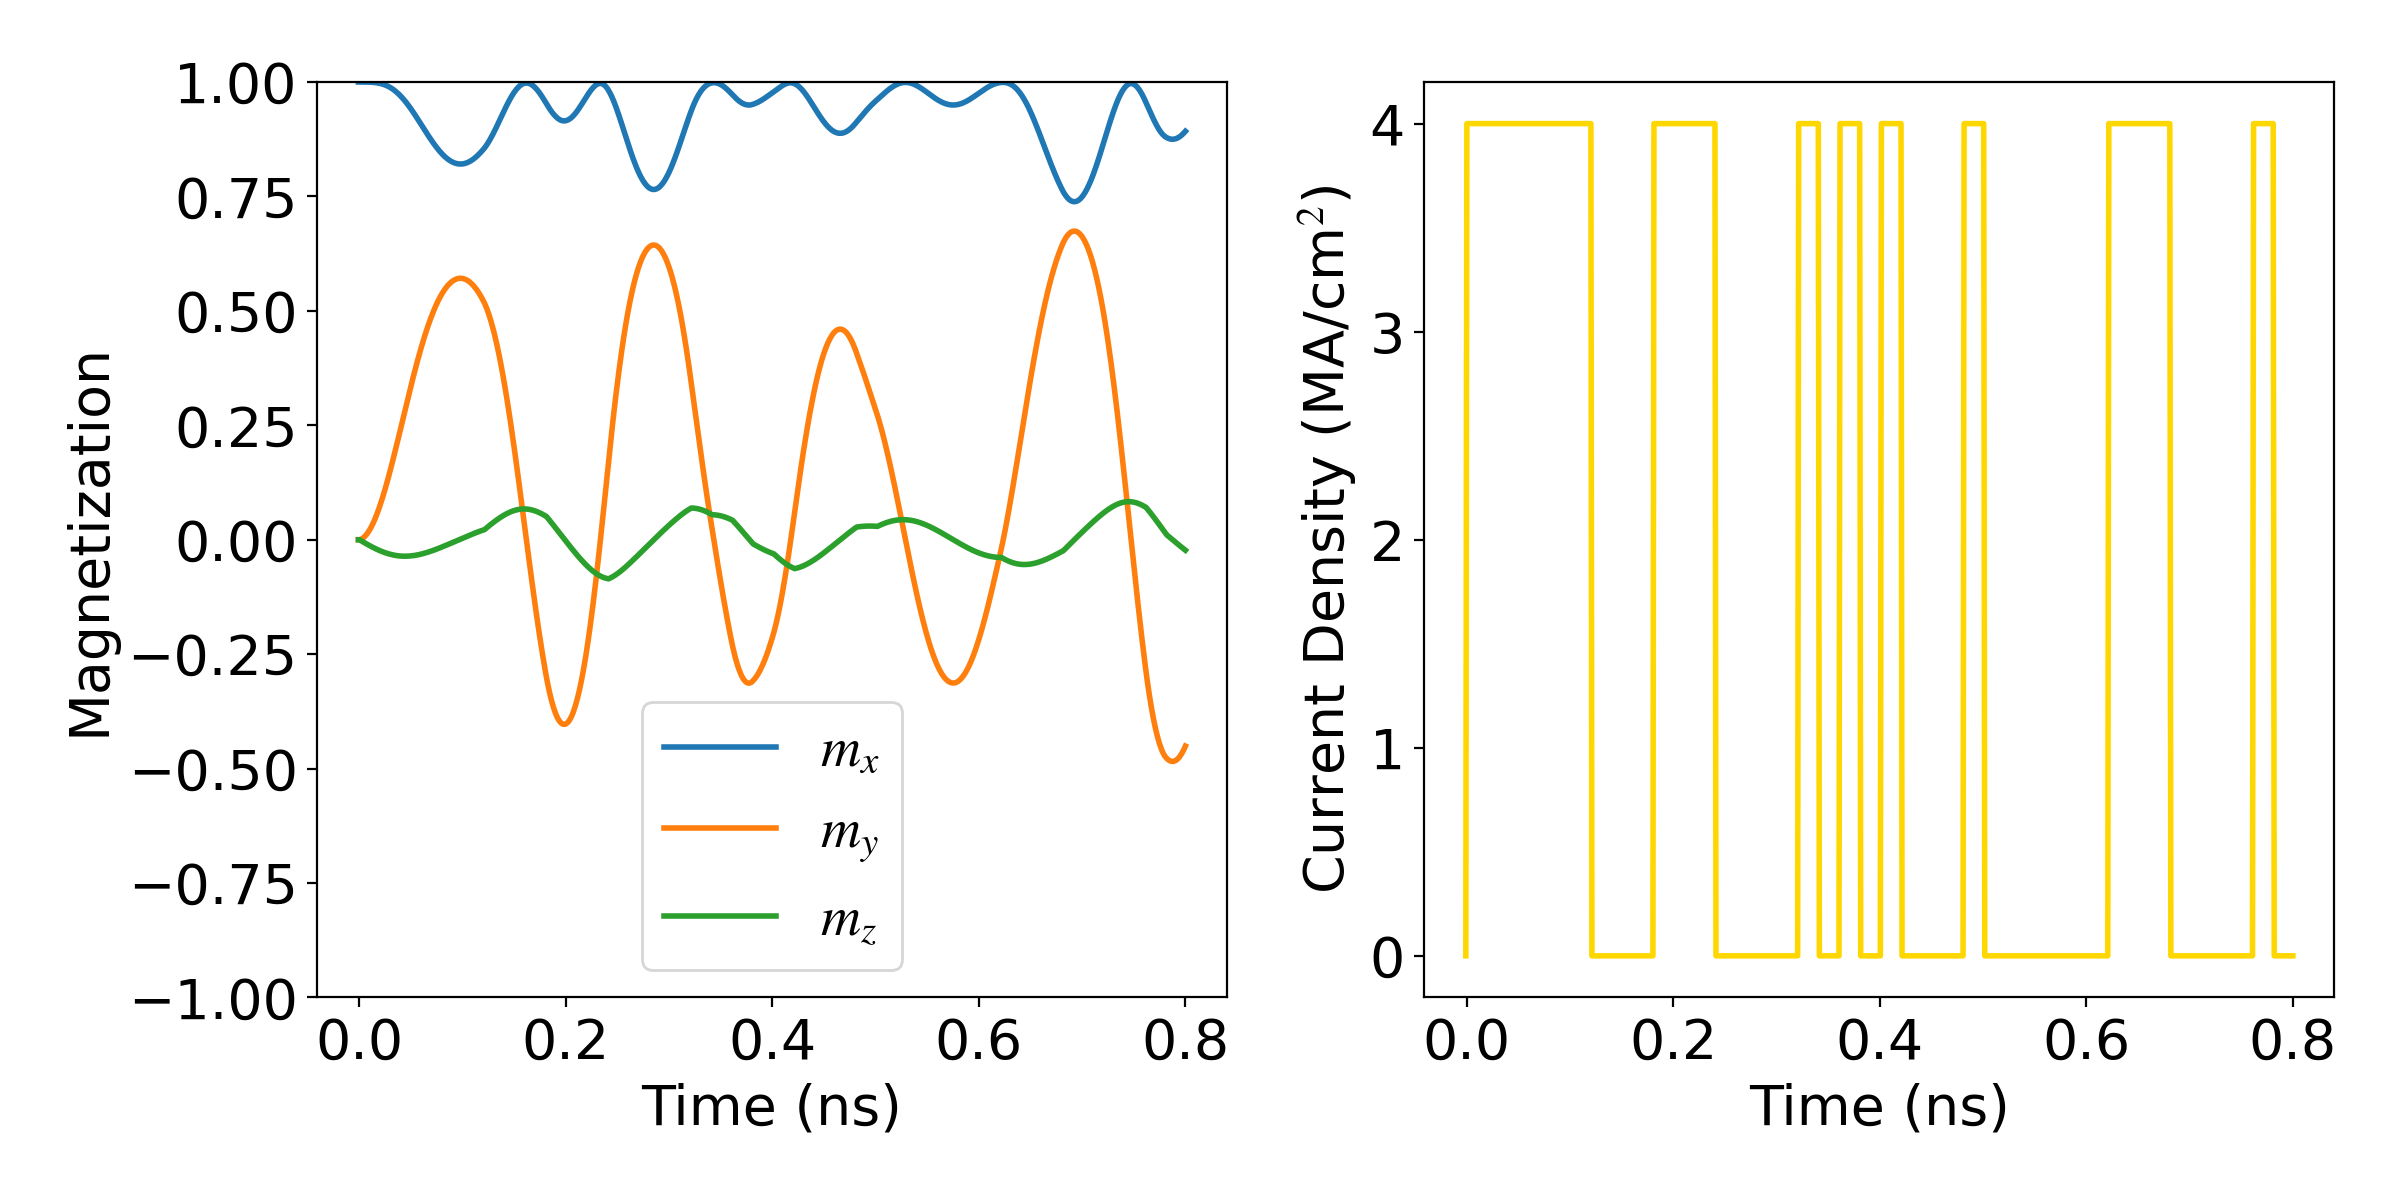 Magnetization
1.00
0.75
0.50
0.25
0.00
−0.25
−0.50
−0.75
−1.00
0.0 0.2 0.4 0.6 0.8
Time (ns)
m_x
m_y
m_z
Current Density (MA/cm²)
4
3
2
1
0
0.0 0.2 0.4 0.6 0.8
Time (ns)